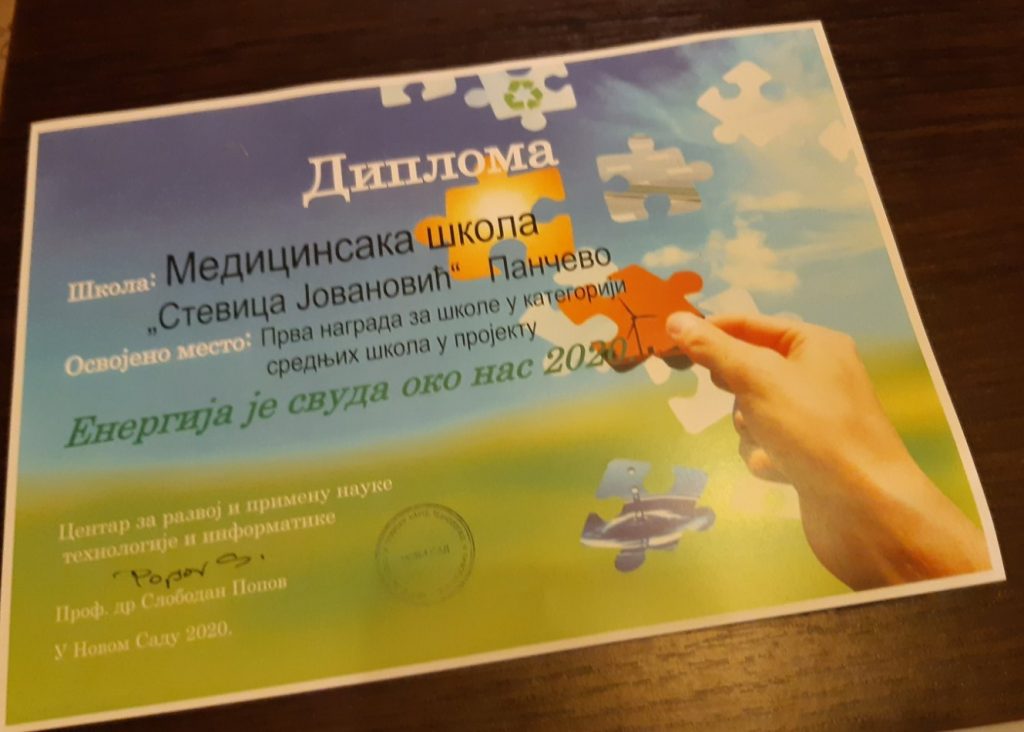 Диплома
Школа: Медицинсака школа
„Стевица Јовановић“ Панчево
Освојено место: Прва награда за школе у категорији
средњих школа у пројекту
Енергија је свуда око нас 2020.
Центар за развој и примену науке
технологије и информатике
Popov S.
Проф. др Слободан Попов
У Новом Саду 2020.